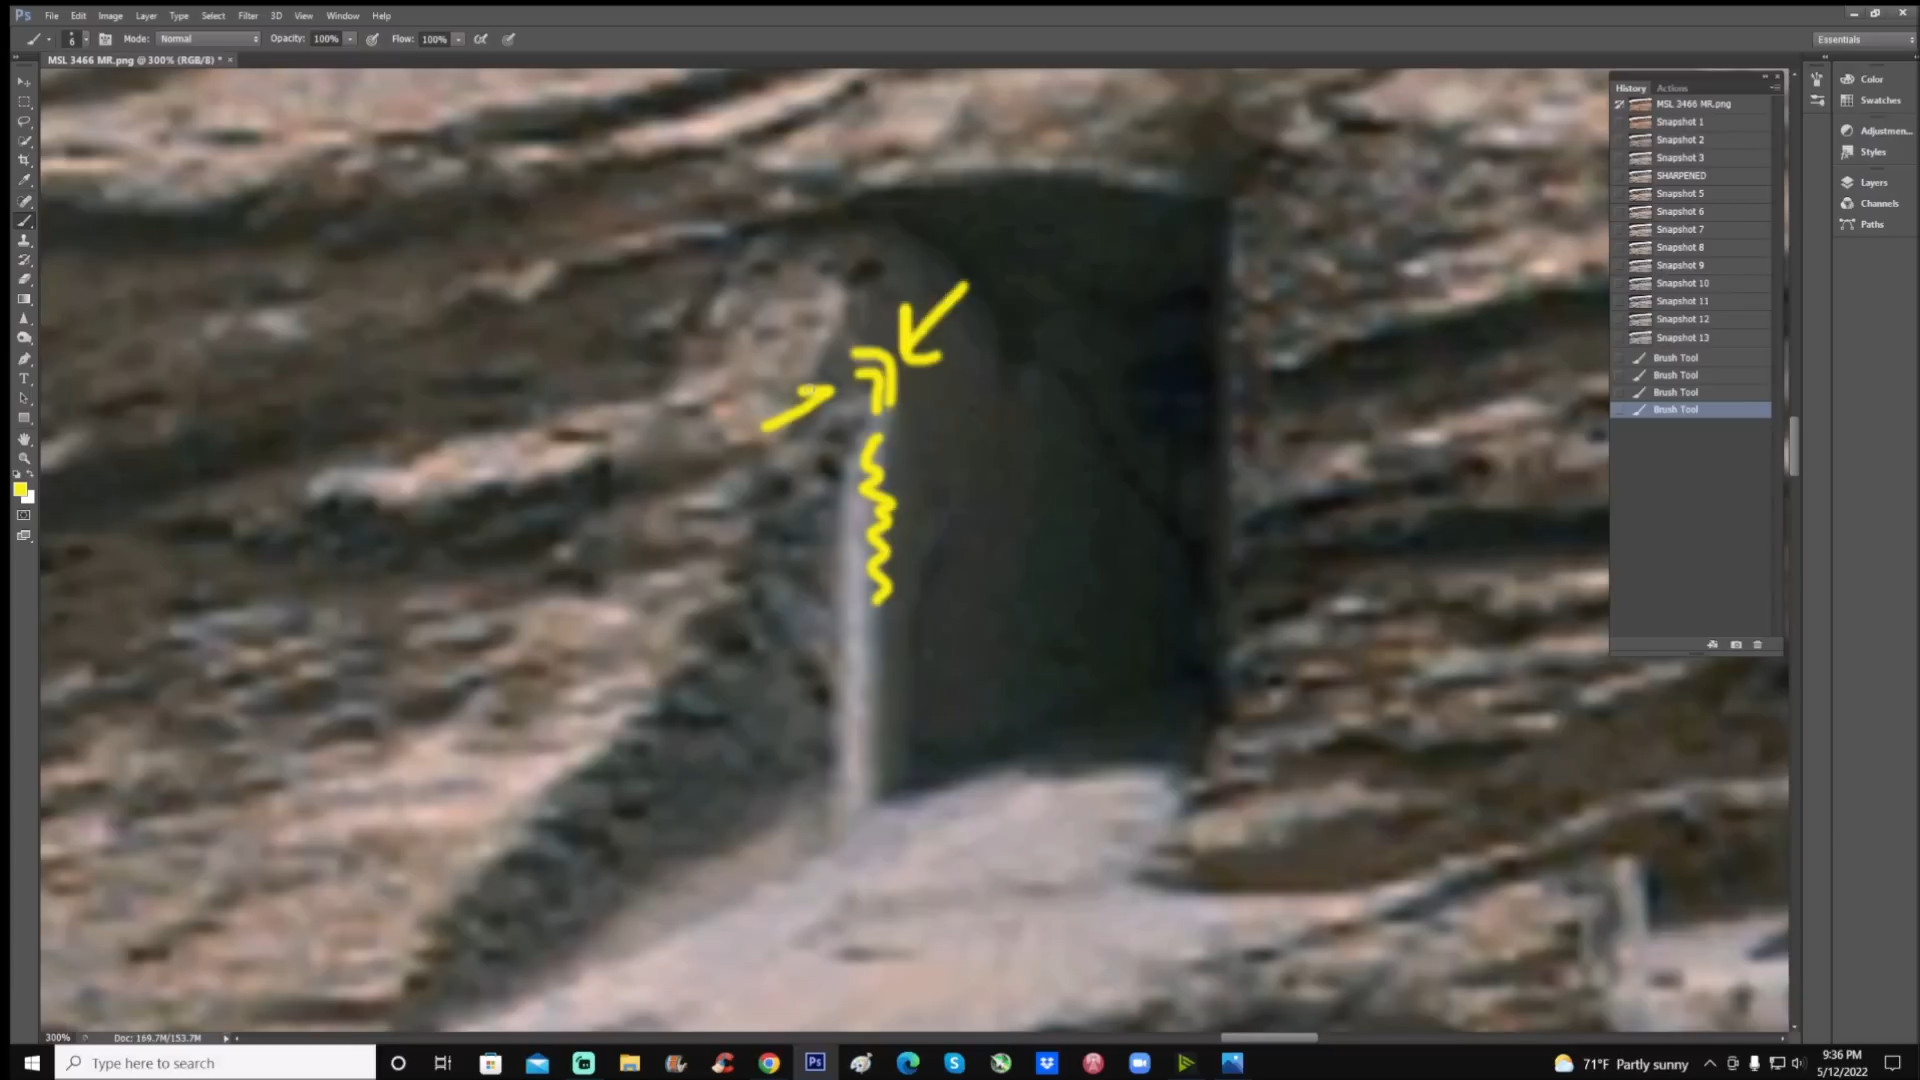 Ps File Edit Image Layer Type Select Filter 3D View Window Help
6 Mode: Normal Opacity: 100% Flow: 100% Essentials
MSL 3466 MR.png @ 300% (RGB/8) * ×
History Actions
MSL 3466 MR.png
Snapshot 1
Snapshot 2
Snapshot 3
SHARPENED
Snapshot 5
Snapshot 6
Snapshot 7
Snapshot 8
Snapshot 9
Snapshot 10
Snapshot 11
Snapshot 12
Snapshot 13
Brush Tool
Brush Tool
Brush Tool
Brush Tool
Color
Swatches
Adjustmen...
Styles
Layers
Channels
Paths
300% Doc: 169.7M/153.7M
Type here to search
Ps
71°F Partly sunny
9:36 PM
5/12/2022